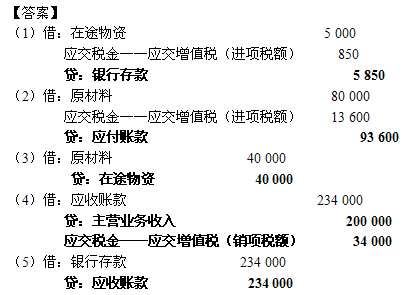 【答案】
（1）借：在途物资 5 000
应交税金——应交增值税（进项税额） 850
贷：银行存款 5 850
（2）借：原材料 80 000
应交税金——应交增值税（进项税额） 13 600
贷：应付账款 93 600
（3）借：原材料 40 000
贷：在途物资 40 000
（4）借：应收账款 234 000
贷：主营业务收入 200 000
应交税金——应交增值税（销项税额） 34 000
（5）借：银行存款 234 000
贷：应收账款 234 000